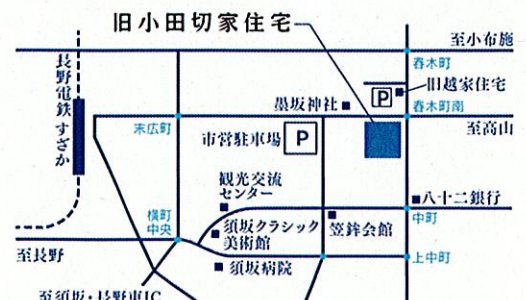 旧小田切家住宅
至小布施
春木町
旧越家住宅
P
長野電鉄 すざか
墨坂神社
春木町南
末広町
市営駐車場
P
至高山
観光交流
センター
八十二銀行
横町
中央
須坂クラシック
美術館
笠鉾会館
中町
至長野
須坂病院
上中町
至須坂・長野東IC